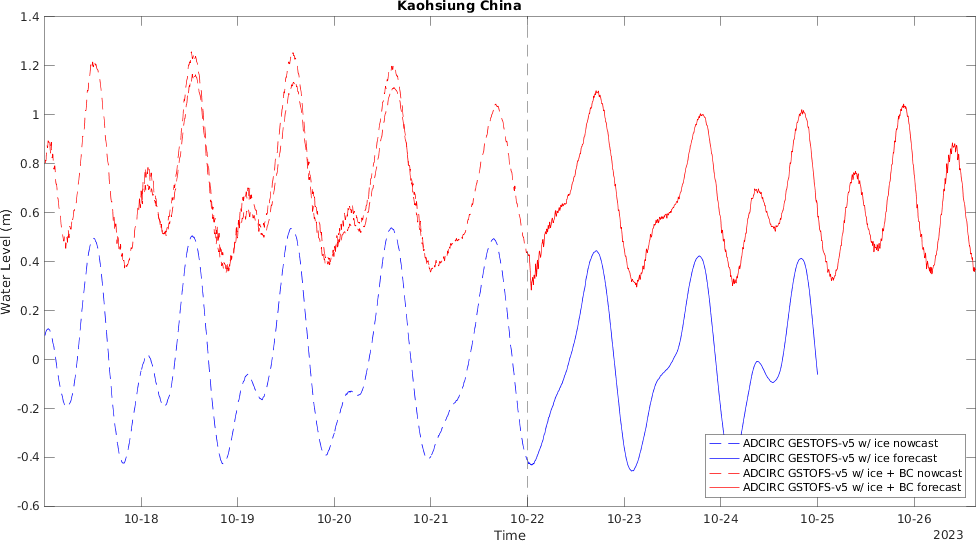 Kaohsiung China
1.4
1.2
1
0.8
0.6
0.4
0.2
0
-0.2
-0.4
-0.6
Water Level (m)
10-18 10-19 10-20 10-21 10-22 10-23 10-24 10-25 10-26
Time
2023
ADCIRC GESTOFS-v5 w/ ice nowcast
ADCIRC GESTOFS-v5 w/ ice forecast
ADCIRC GSTOFS-v5 w/ ice + BC nowcast
ADCIRC GSTOFS-v5 w/ ice + BC forecast